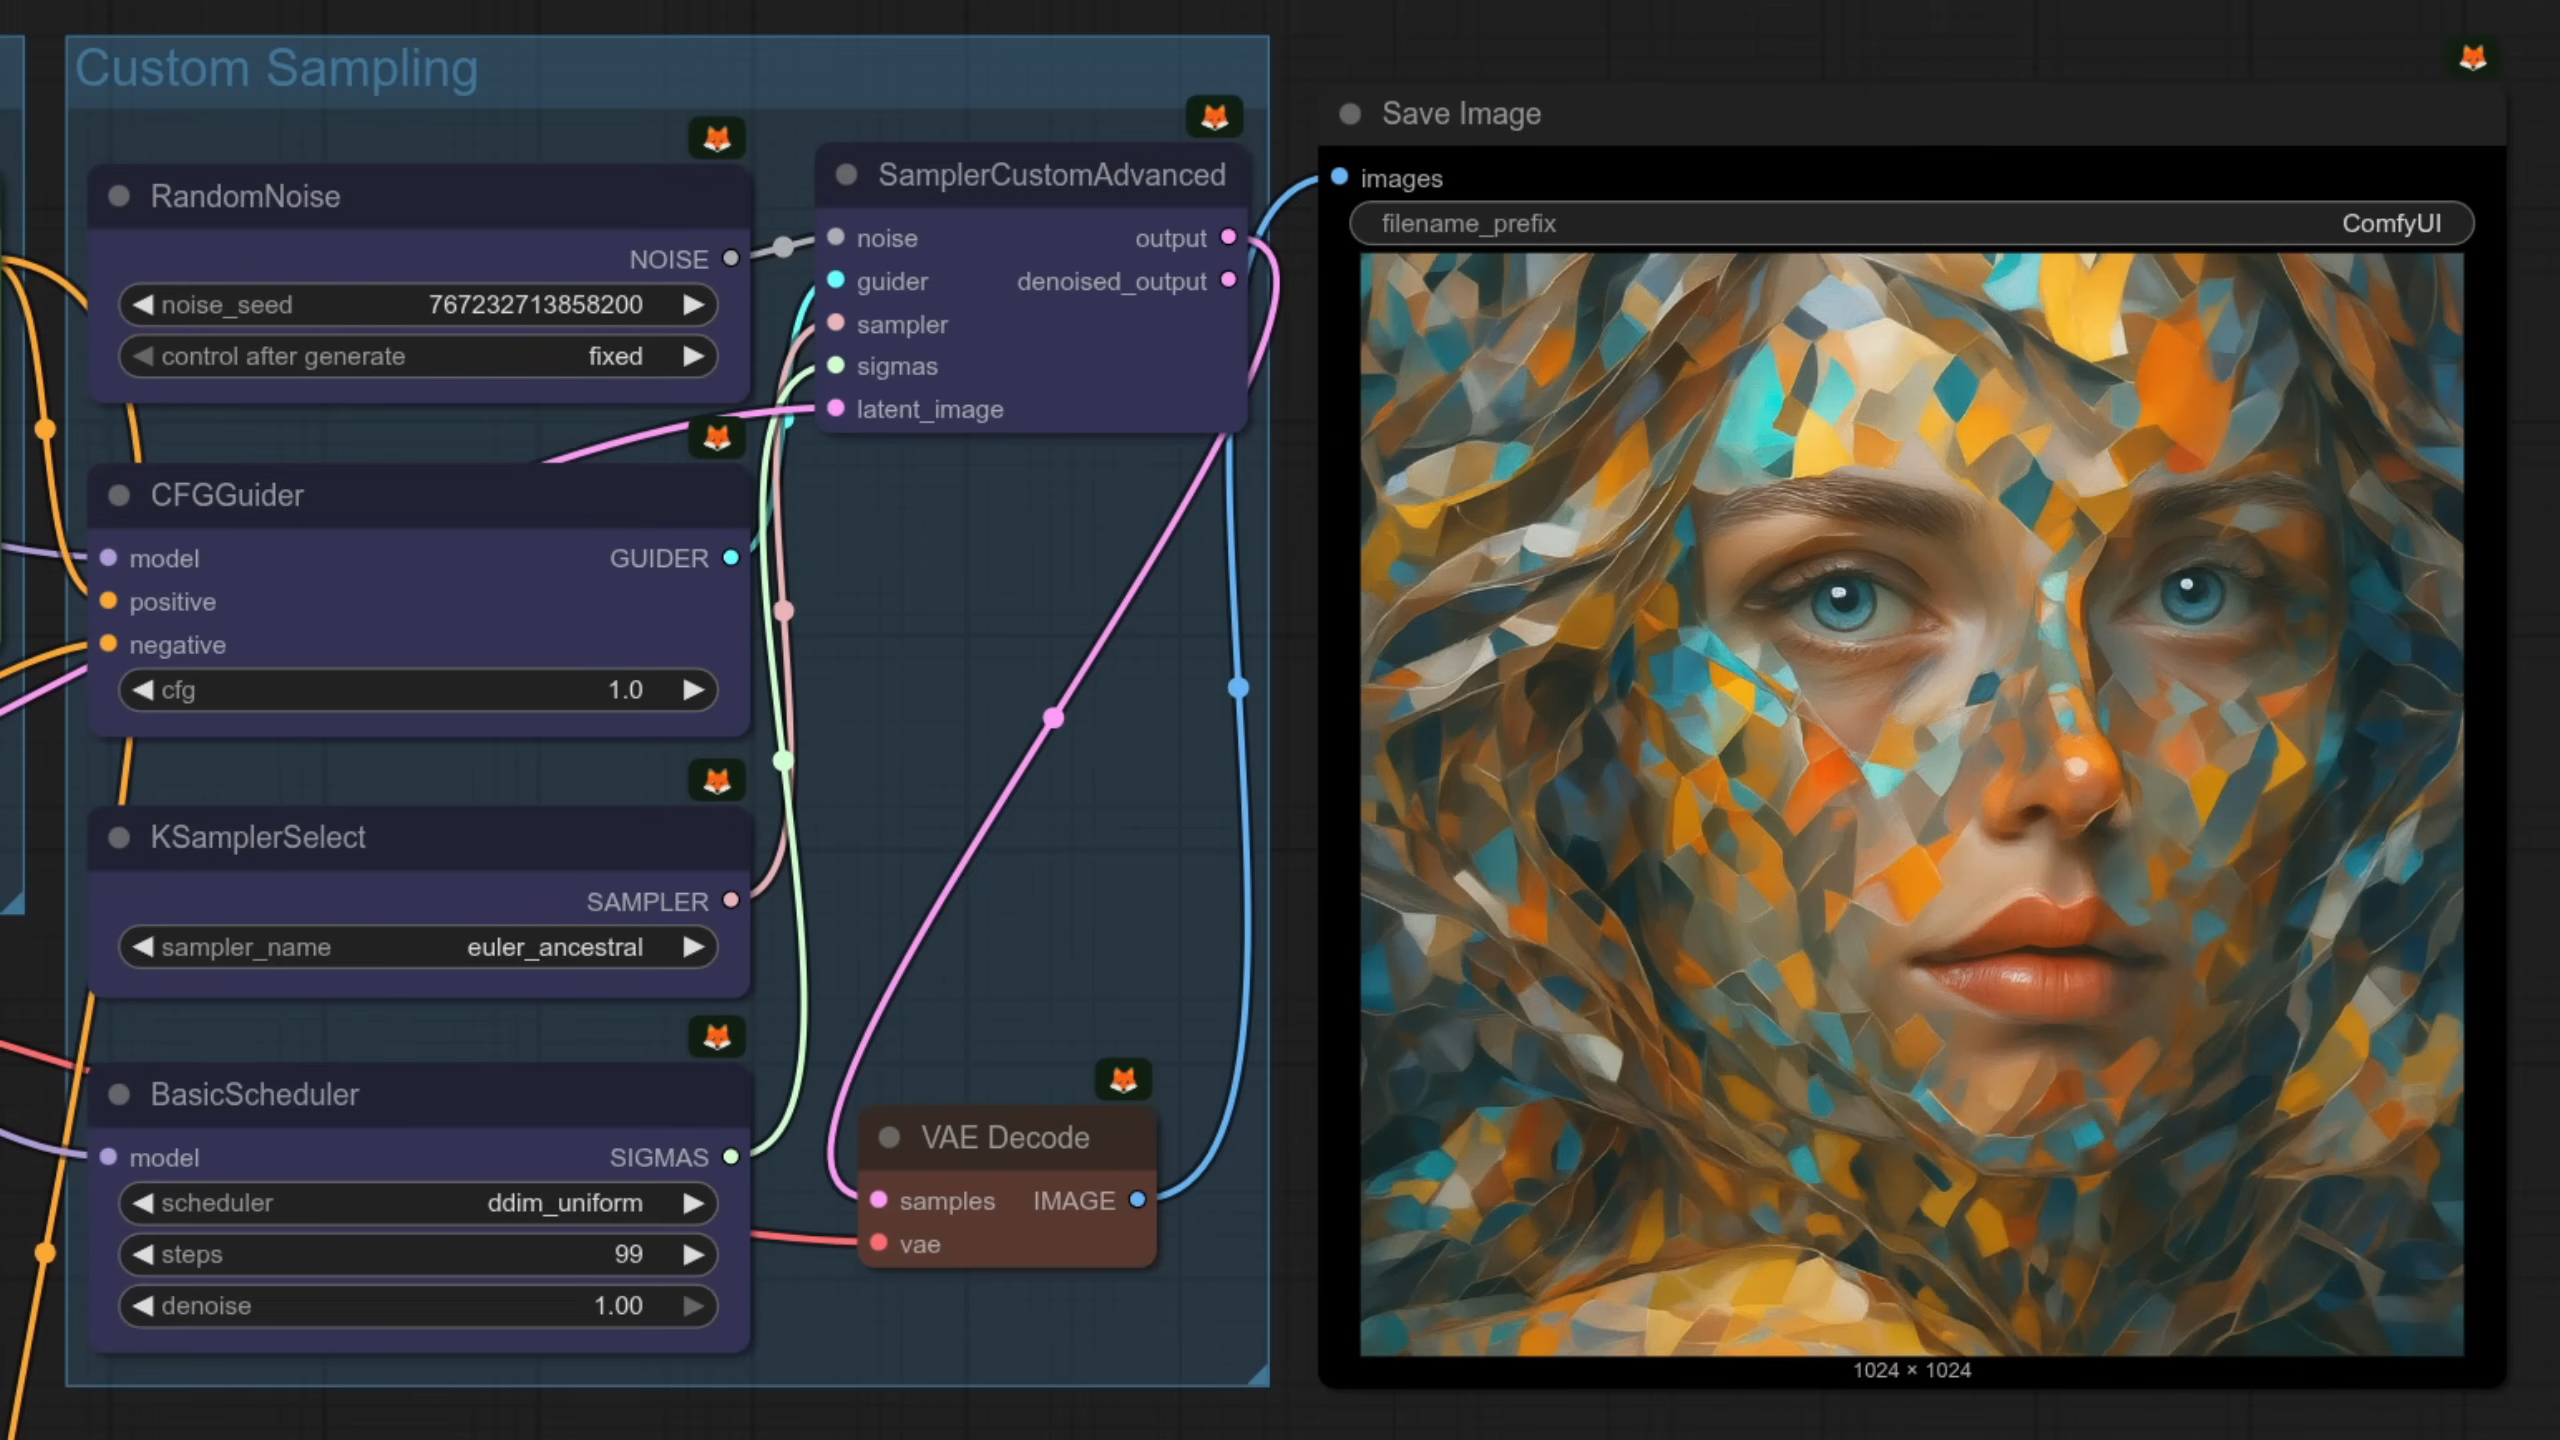 Custom Sampling
RandomNoise
NOISE
noise_seed 767232713858200
control after generate fixed
CFGGuider
model GUIDER
positive
negative
cfg 1.0
KSamplerSelect
SAMPLER
sampler_name euler_ancestral
BasicScheduler
model SIGMAS
scheduler ddim_uniform
steps 99
denoise 1.00
SamplerCustomAdvanced
noise output
guider denoised_output
sampler
sigmas
latent_image
VAE Decode
samples IMAGE
vae
Save Image
images
filename_prefix ComfyUI
1024 × 1024